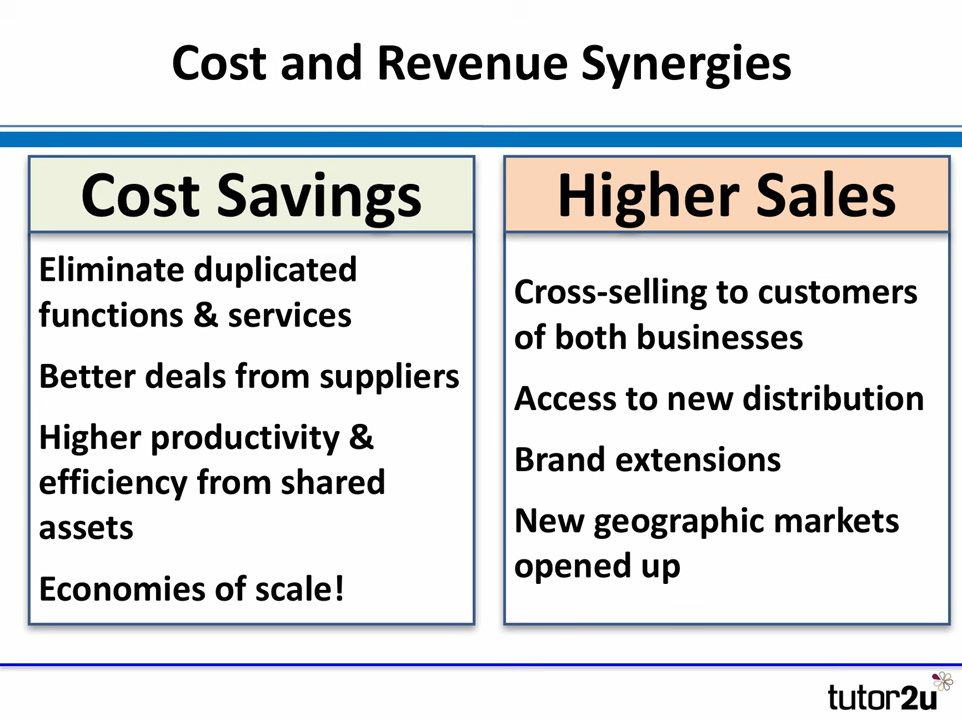 Cost and Revenue Synergies
Cost Savings
Eliminate duplicated
functions & services
Better deals from suppliers
Higher productivity &
efficiency from shared
assets
Economies of scale!
Higher Sales
Cross-selling to customers
of both businesses
Access to new distribution
Brand extensions
New geographic markets
opened up
tutor2u